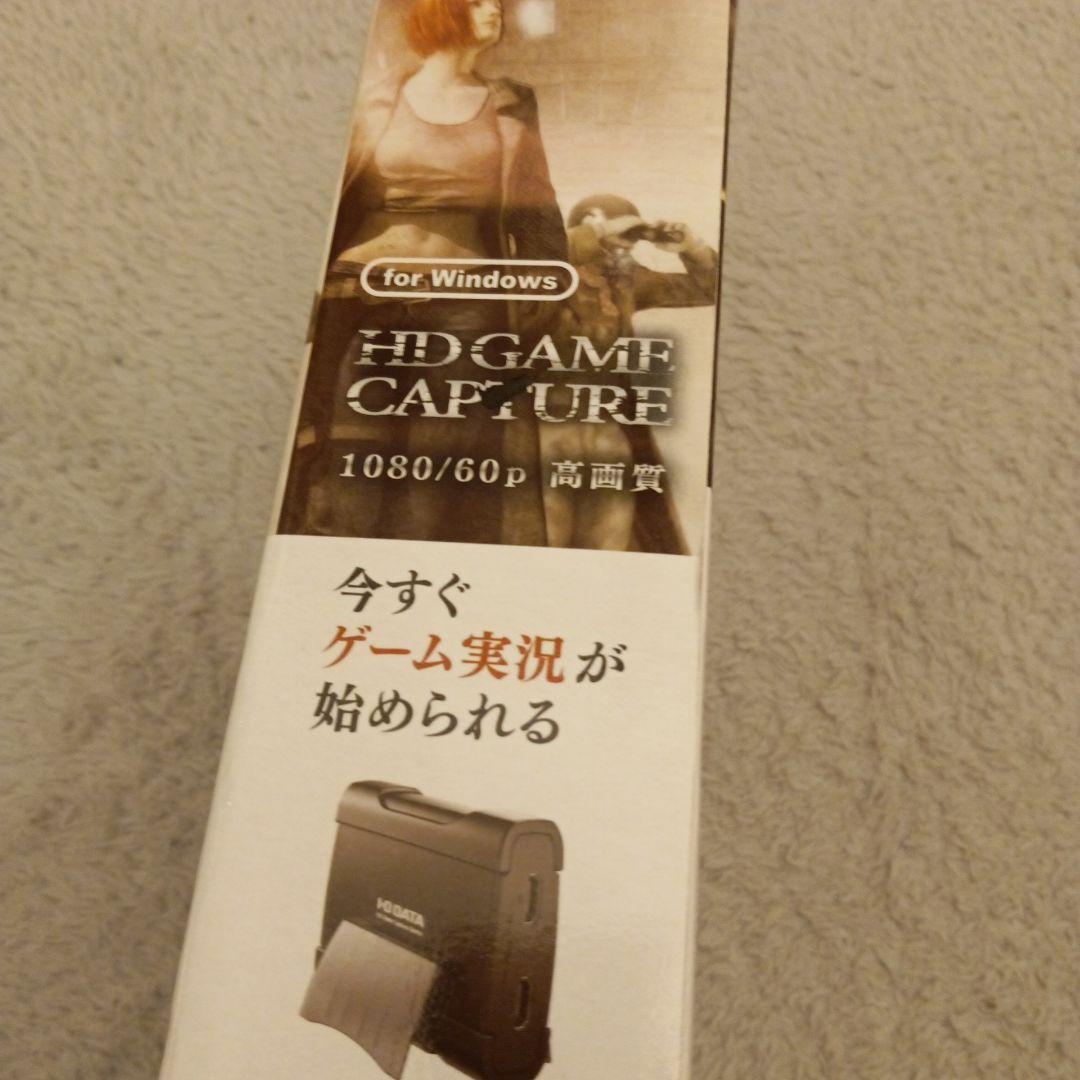 for Windows
HD GAME
CAPTURE
1080/60p 高画質
今すぐ
ゲーム実況が
始められる
I-O DATA